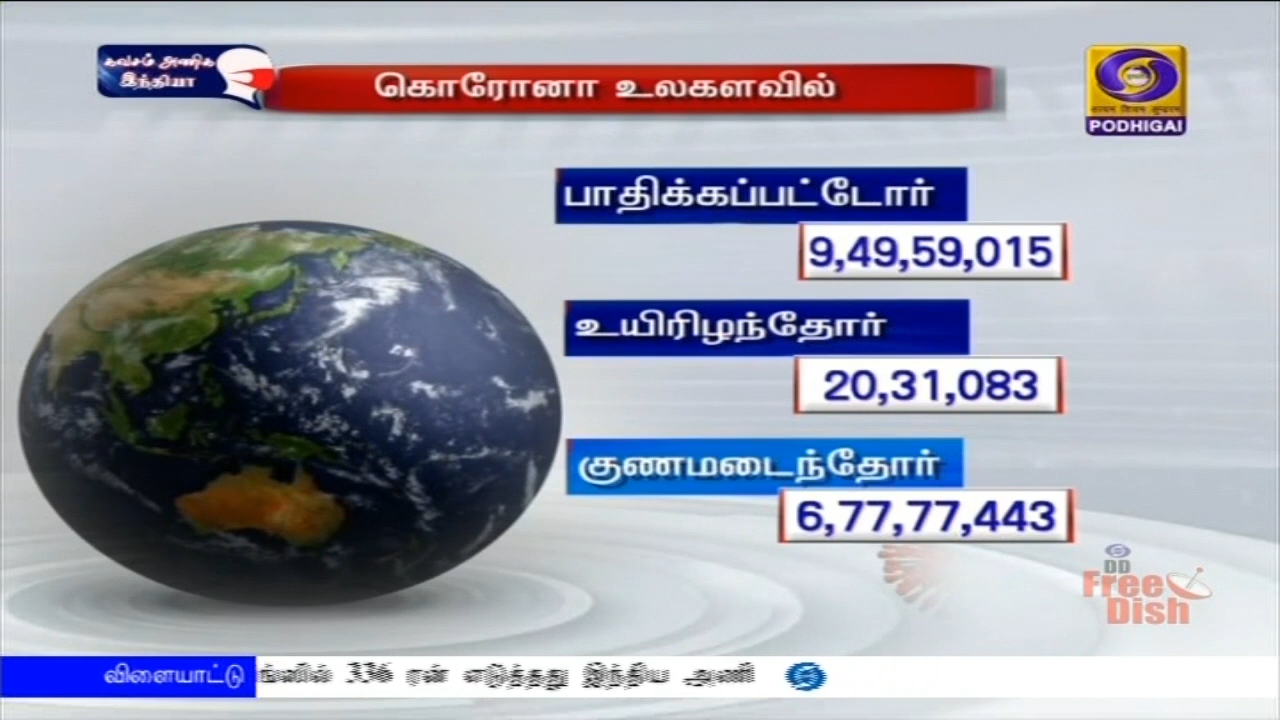 கவசம் அணிக
இந்தியா
கொரோனா உலகளவில்
PODHIGAI
பாதிக்கப்பட்டோர்
9,49,59,015
உயிரிழந்தோர்
20,31,083
குணமடைந்தோர்
6,77,77,443
DD
Free
Dish
விளையாட்டு ங்ஸில் 336 ரன் எடுத்தது இந்திய அணி